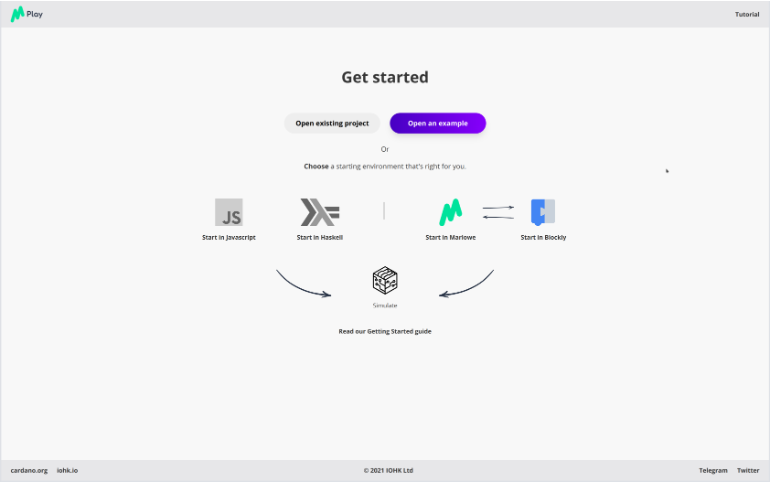 Play
Tutorial
Get started
Open existing project
Open an example
Or
Choose a starting environment that's right for you.
JS
Start in Javascript
Start in Haskell
Start in Marlowe
Start in Blockly
Simulate
Read our Getting Started guide
cardano.org iohk.io © 2021 IOHK Ltd Telegram Twitter